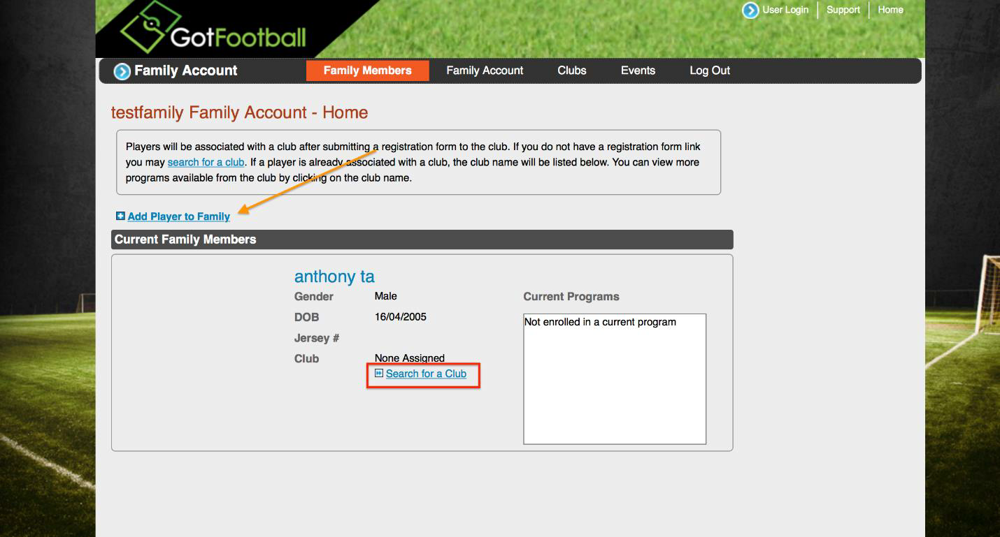 User Login
Support
Home
GotFootball
Family Account
Family Members
Family Account
Clubs
Events
Log Out
testfamily Family Account - Home
Players will be associated with a club after submitting a registration form to the club. If you do not have a registration form link
you may search for a club. If a player is already associated with a club, the club name will be listed below. You can view more
programs available from the club by clicking on the club name.
Add Player to Family
Current Family Members
anthony ta
Gender Male
DOB 16/04/2005
Jersey #
Club None Assigned
Search for a Club
Current Programs
Not enrolled in a current program